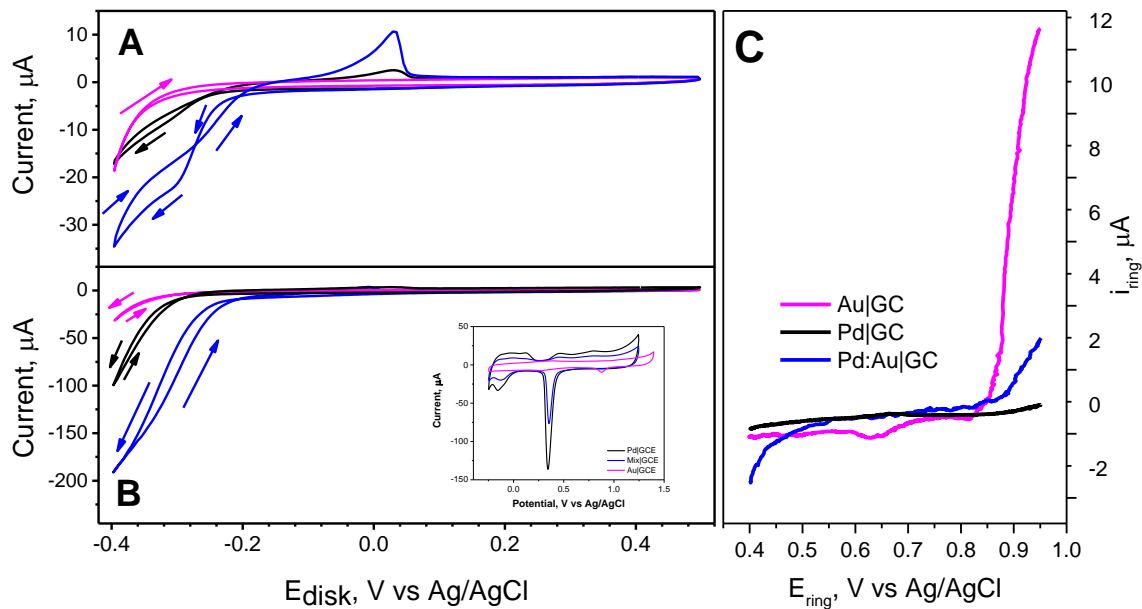 A
10
0
-10
-20
-30
Current, µA
B
0
-50
-100
-150
-200
Current, µA
-0.4
-0.2
0.0
0.2
0.4
Edisk, V vs Ag/AgCl
50
25
0
-25
-50
-75
-100
-125
-150
Current, µA
0.0
0.5
1.0
1.5
Potential, V vs Ag/AgCl
Pd|GCE
Mix|GCE
Au|GCE
C
Au|GC
Pd|GC
Pd:Au|GC
12
10
8
6
4
2
0
-2
iring, µA
0.4
0.5
0.6
0.7
0.8
0.9
1.0
Ering, V vs Ag/AgCl